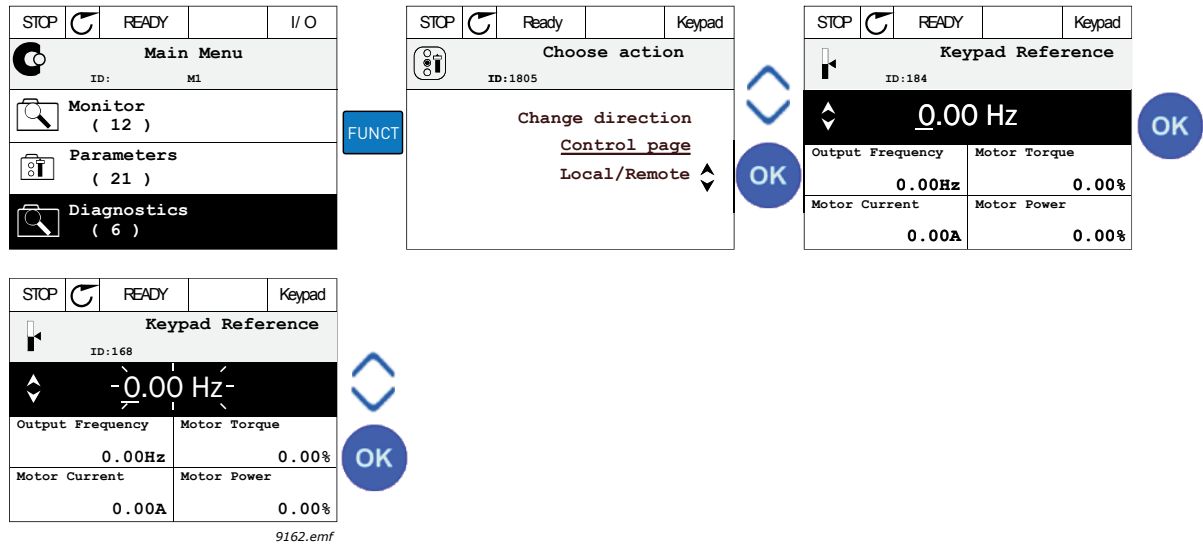 STOP READY I/ O
Main Menu
ID: M1
Monitor
( 12 )
Parameters
( 21 )
Diagnostics
( 6 )
FUNCT
STOP Ready Keypad
Choose action
ID:1805
Change direction
Control page
Local/Remote
OK
STOP READY Keypad
Keypad Reference
ID:184
0.00 Hz
Output Frequency Motor Torque
0.00Hz 0.00%
Motor Current Motor Power
0.00A 0.00%
OK
STOP READY Keypad
Keypad Reference
ID:168
0.00 Hz
Output Frequency Motor Torque
0.00Hz 0.00%
Motor Current Motor Power
0.00A 0.00%
OK
9162.emf